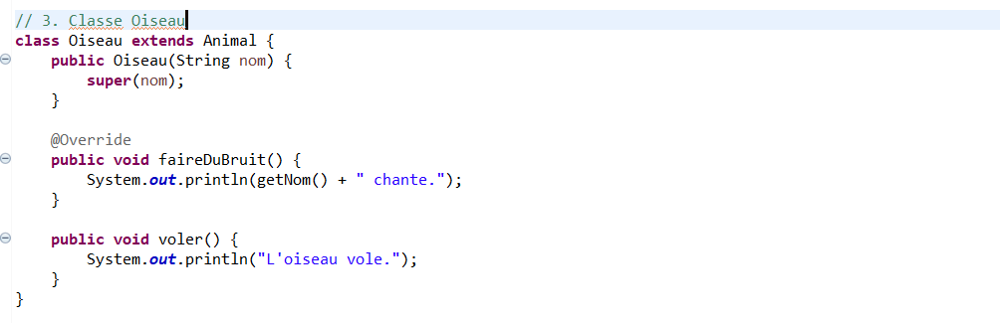 // 3. Classe Oiseau
class Oiseau extends Animal {
    public Oiseau(String nom) {
        super(nom);
    }
    @Override
    public void faireDuBruit() {
        System.out.println(getNom() + " chante.");
    }
    public void voler() {
        System.out.println("L'oiseau vole.");
    }
}